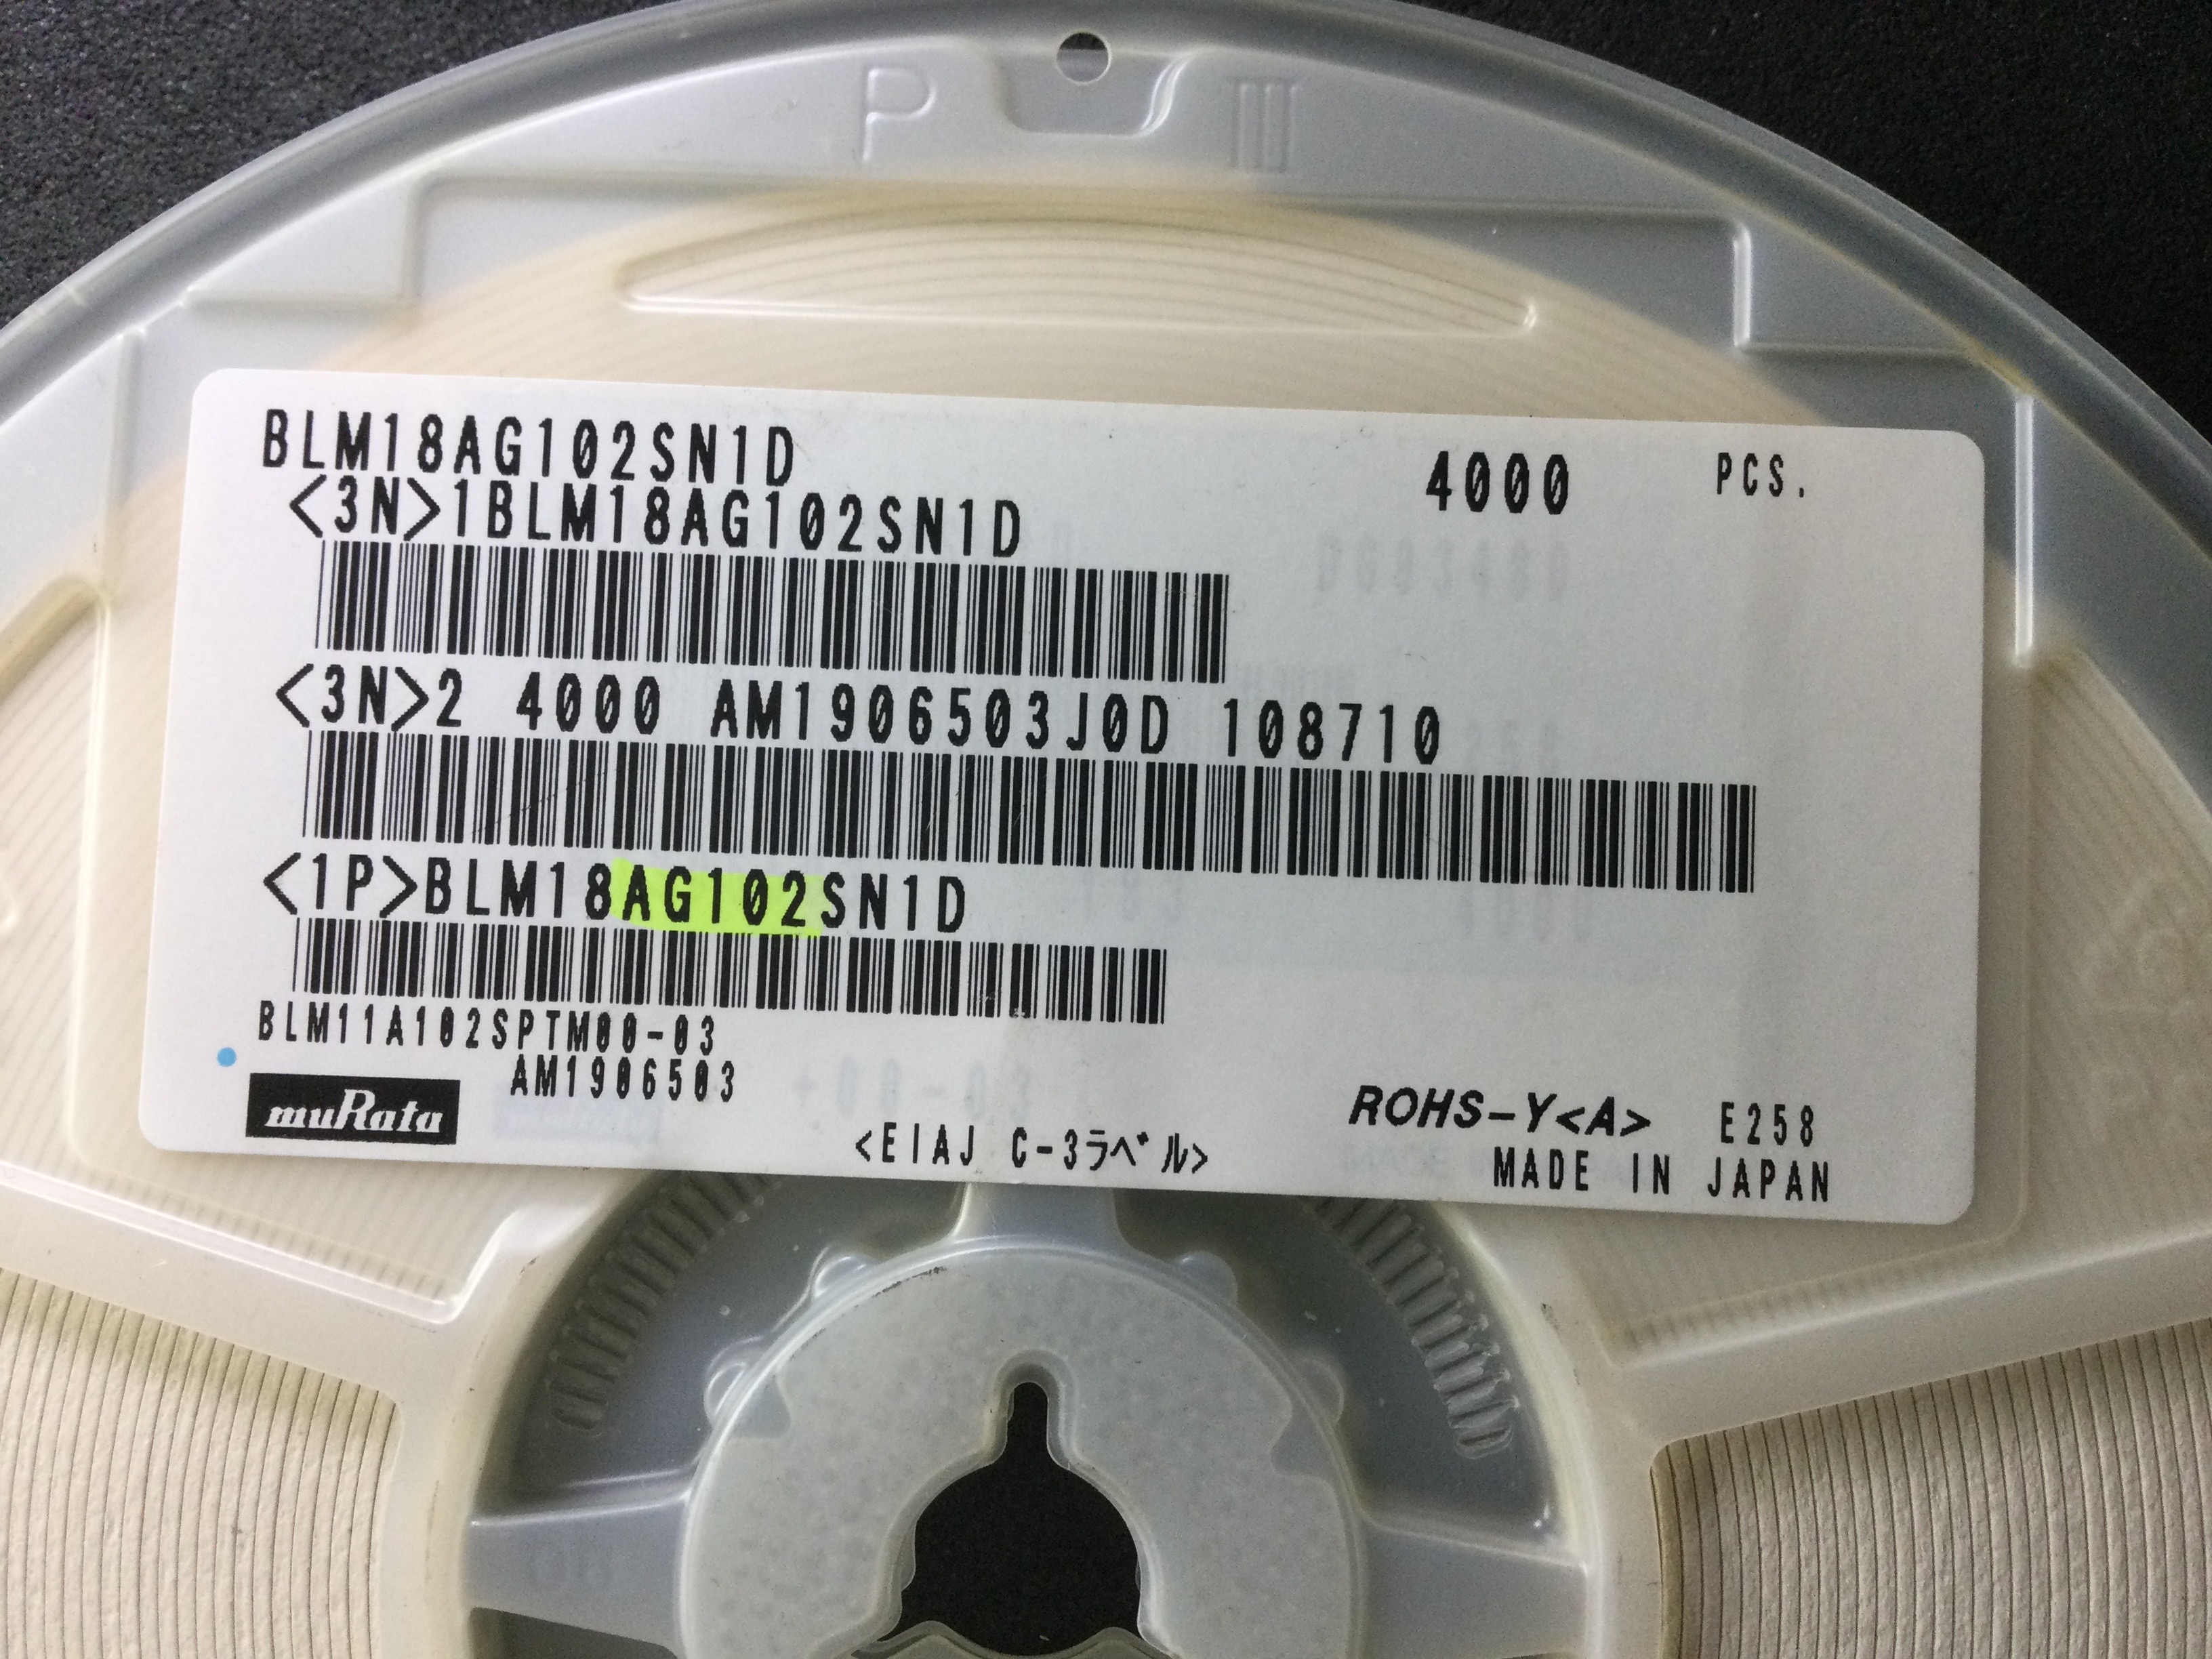 P III
BLM18AG102SN1D 4000 PCS.
<3N>1BLM18AG102SN1D
<3N>2 4000 AM1906503J0D 108710
<1P>BLM18AG102SN1D
BLM11A102SPTM00-03
AM1906503
muRata
<EIAJ C-3ラベル>
ROHS-Y<A> E258
MADE IN JAPAN